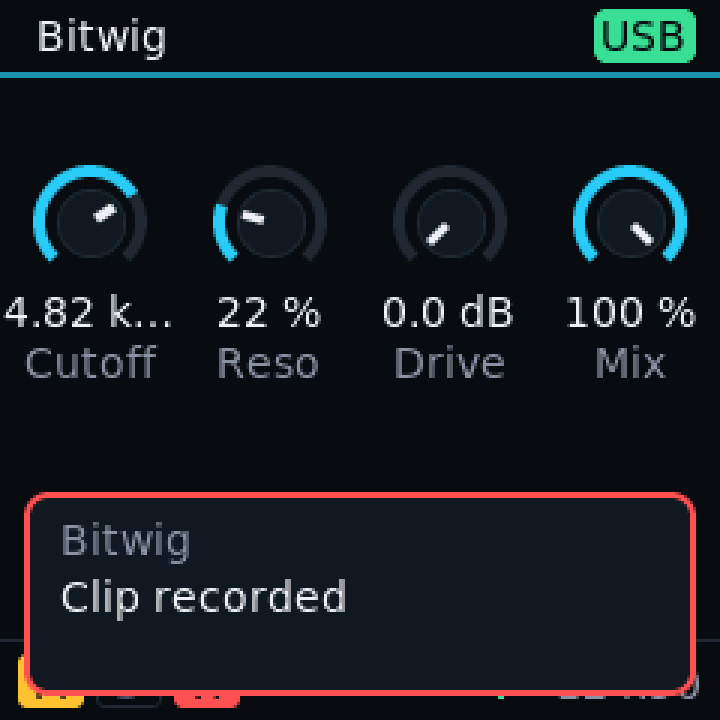 Bitwig USB
4.82 k... 22 % 0.0 dB 100 %
Cutoff Reso Drive Mix
Bitwig
Clip recorded